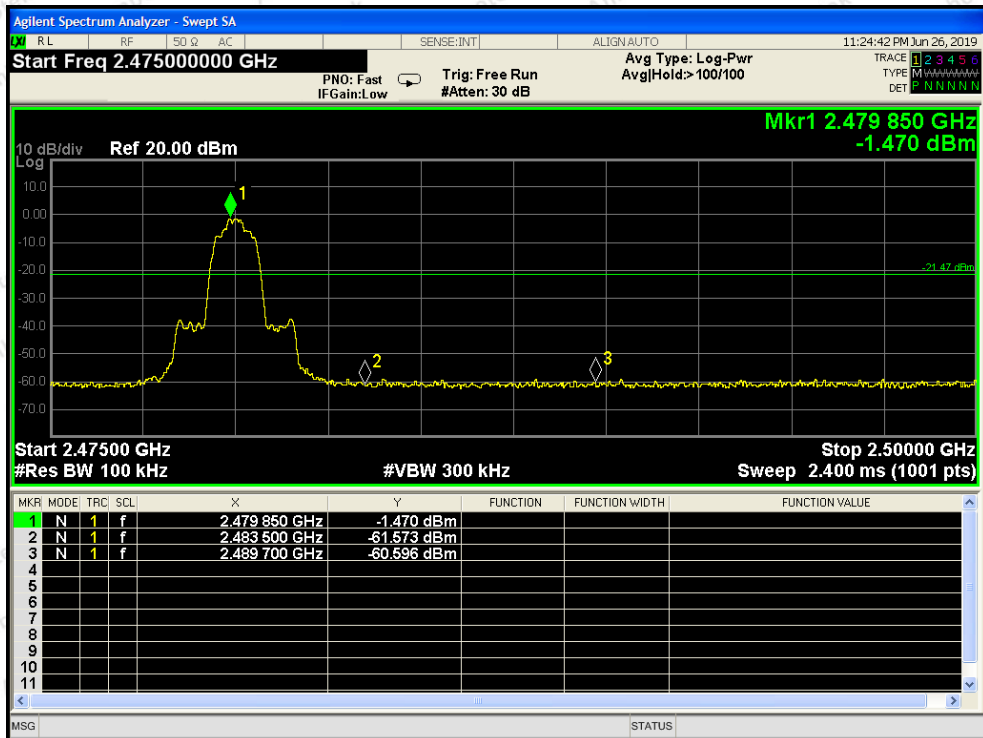 Agilent Spectrum Analyzer - Swept SA
LXI RL RF 50 Ω AC SENSE:INT ALIGN AUTO 11:24:42 PM Jun 26, 2019
Start Freq 2.475000000 GHz
PNO: Fast
IFGain:Low
Trig: Free Run
#Atten: 30 dB
Avg Type: Log-Pwr
Avg|Hold:>100/100
TRACE 1 2 3 4 5 6
TYPE M
DET P N N N N N
Mkr1 2.479 850 GHz
-1.470 dBm
10 dB/div Ref 20.00 dBm
Log
10.0
0.00
-10.0
-20.0
-30.0
-40.0
-50.0
-60.0
-70.0
1
-21.47 dBm
2
3
Start 2.47500 GHz Stop 2.50000 GHz
#Res BW 100 kHz #VBW 300 kHz Sweep 2.400 ms (1001 pts)
MKR MODE TRC SCL X Y FUNCTION FUNCTION WIDTH FUNCTION VALUE
1 N 1 f 2.479 850 GHz -1.470 dBm
2 N 1 f 2.483 500 GHz -61.573 dBm
3 N 1 f 2.489 700 GHz -60.596 dBm
4
5
6
7
8
9
10
11
MSG STATUS